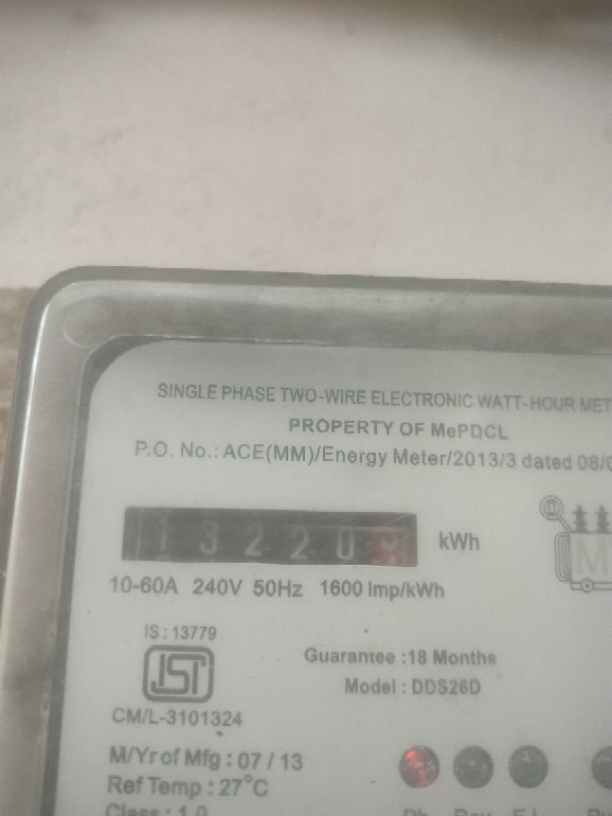 SINGLE PHASE TWO-WIRE ELECTRONIC WATT-HOUR
PROPERTY OF MePDCL
P.O. No.: ACE(MM)/Energy Meter/2013/3 dated
13220 kWh
10-60A 240V 50Hz 1600 Imp/kWh
IS : 13779
ISI
CM/L-3101324
Guarantee :18 Months
Model : DDS26D
M/Yr of Mfg : 07 / 13
Ref Temp : 27°C
Class : 1.0